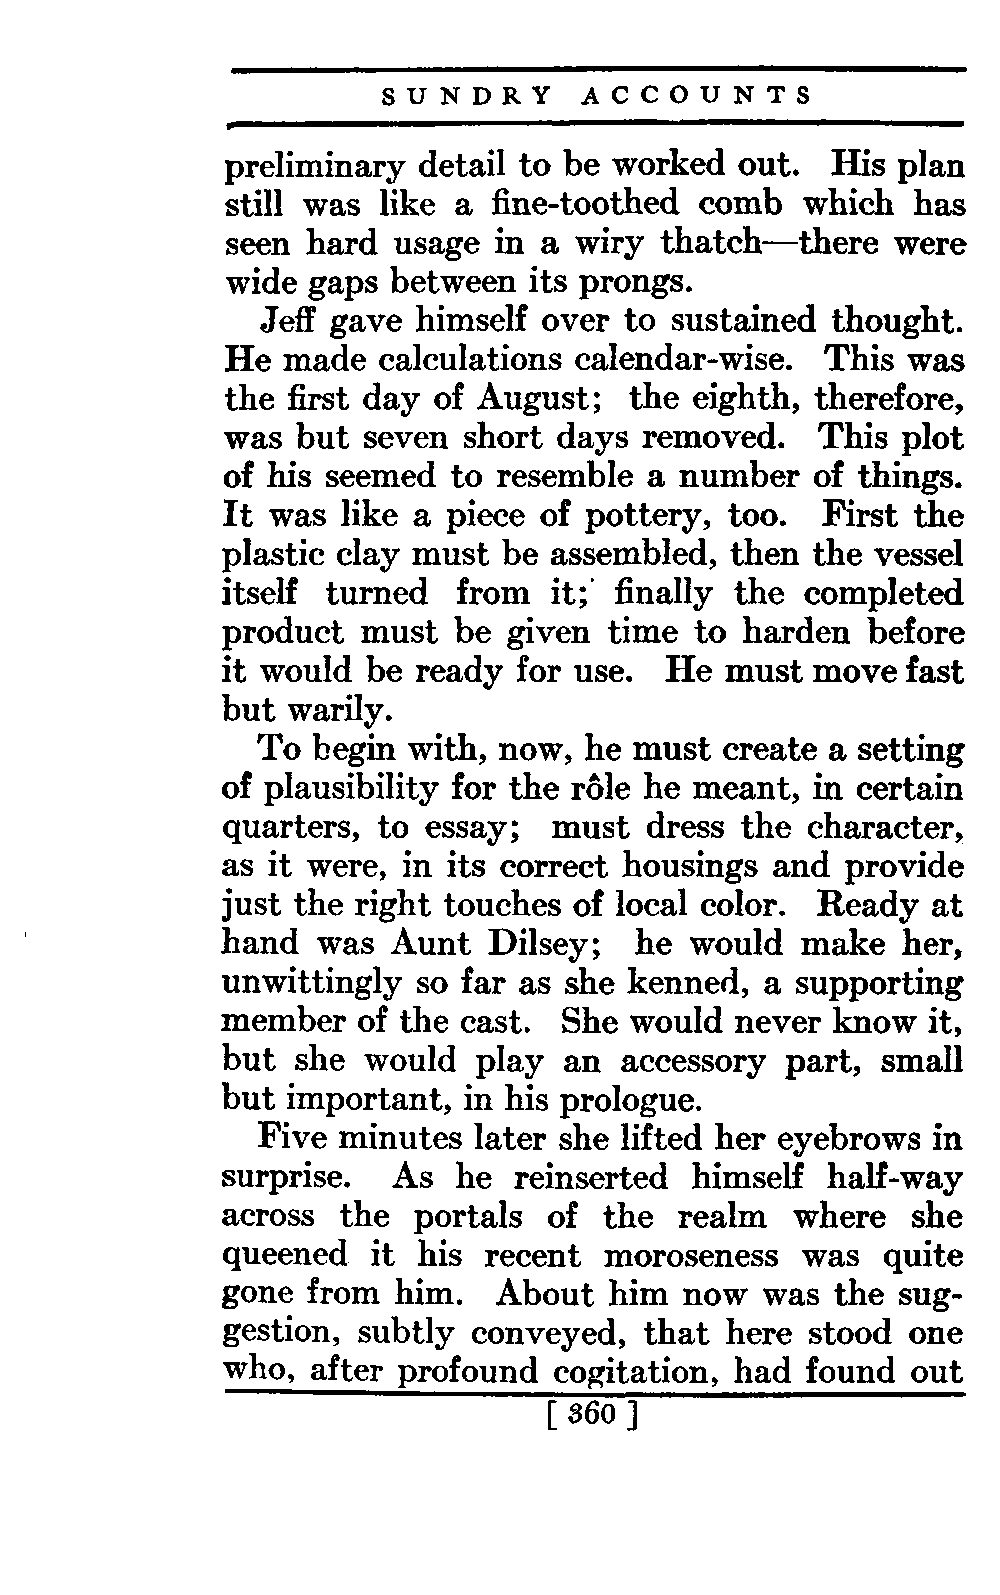 SUNDRY ACCOUNTS
preliminary detail to be worked out. His plan
still was like a fine-toothed comb which has
seen hard usage in a wiry thatch—there were
wide gaps between its prongs.
Jeff gave himself over to sustained thought.
He made calculations calendar-wise. This was
the first day of August; the eighth, therefore,
was but seven short days removed. This plot
of his seemed to resemble a number of things.
It was like a piece of pottery, too. First the
plastic clay must be assembled, then the vessel
itself turned from it; finally the completed
product must be given time to harden before
it would be ready for use. He must move fast
but warily.
To begin with, now, he must create a setting
of plausibility for the rôle he meant, in certain
quarters, to essay; must dress the character,
as it were, in its correct housings and provide
just the right touches of local color. Ready at
hand was Aunt Dilsey; he would make her,
unwittingly so far as she kenned, a supporting
member of the cast. She would never know it,
but she would play an accessory part, small
but important, in his prologue.
Five minutes later she lifted her eyebrows in
surprise. As he reinserted himself half-way
across the portals of the realm where she
queened it his recent moroseness was quite
gone from him. About him now was the sug-
gestion, subtly conveyed, that here stood one
who, after profound cogitation, had found out
[ 360 ]